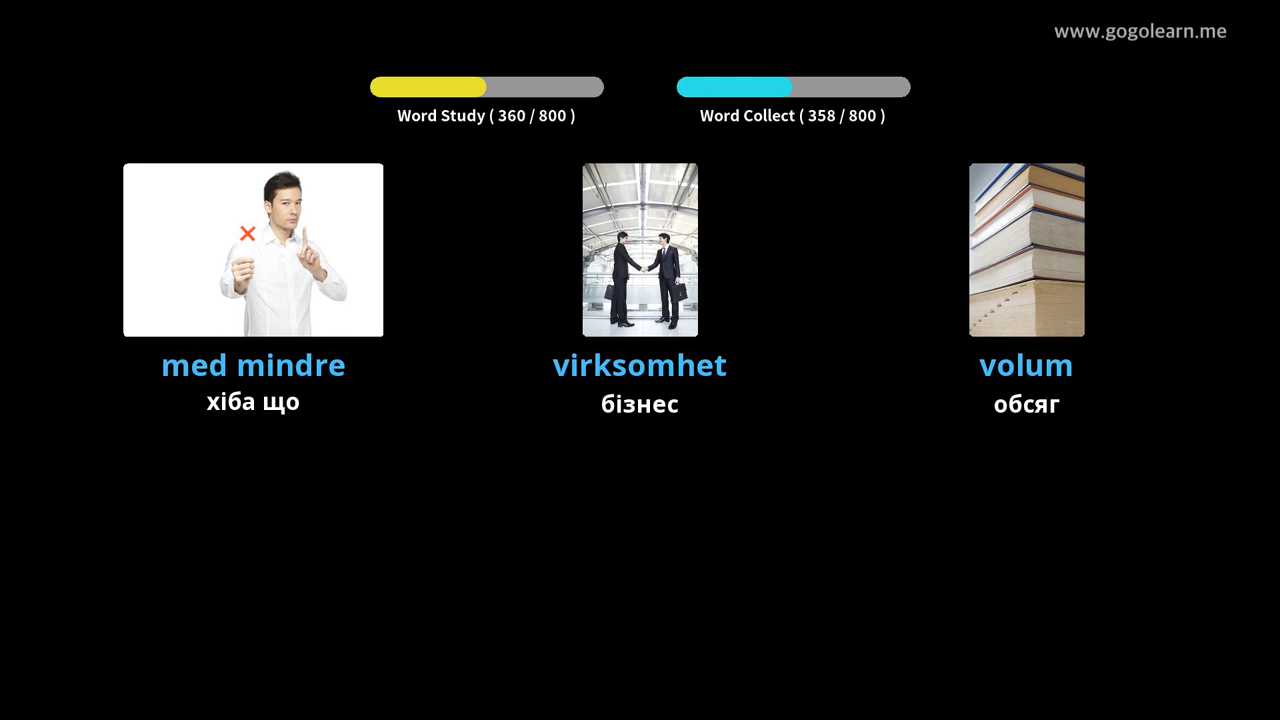 www.gogolearn.me
Word Study ( 360 / 800 )
Word Collect ( 358 / 800 )
med mindre
хіба що
virksomhet
бізнес
volum
обсяг